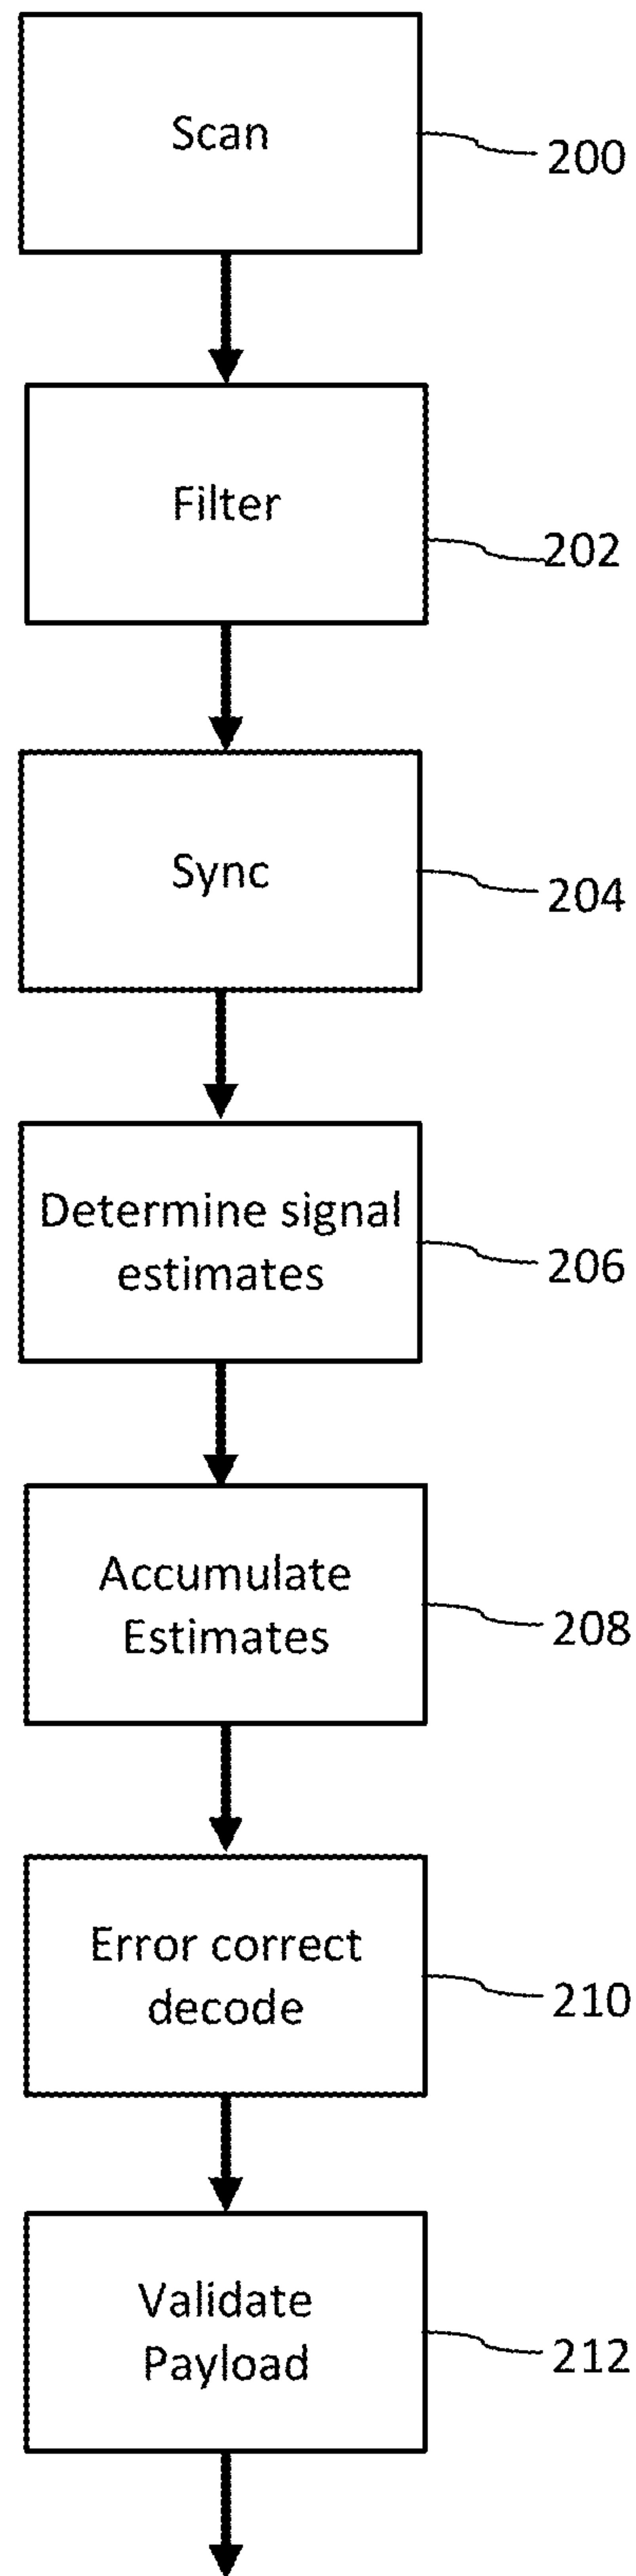 Scan
200
Filter
202
Sync
204
Determine signal
estimates
206
Accumulate
Estimates
208
Error correct
decode
210
Validate
Payload
212